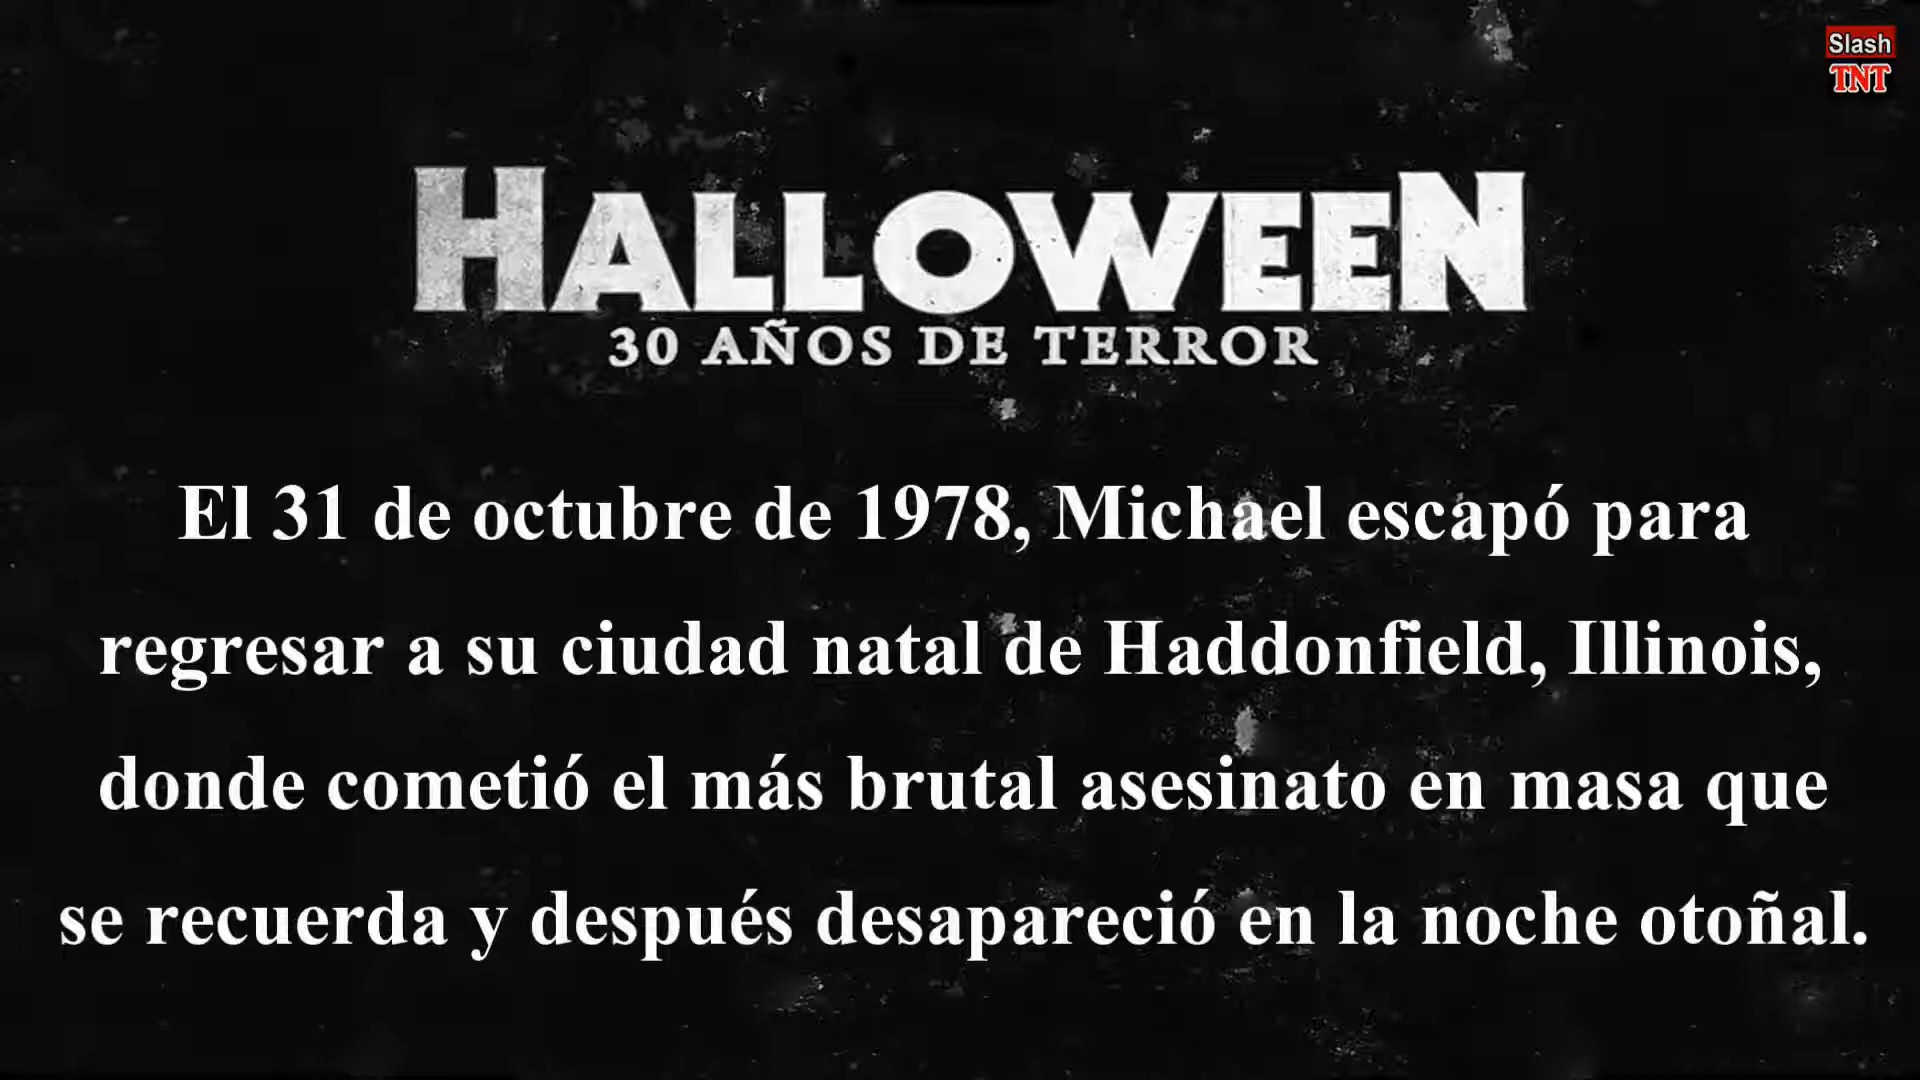 Slash
TNT
HALLOWEEN
30 AÑOS DE TERROR
El 31 de octubre de 1978, Michael escapó para
regresar a su ciudad natal de Haddonfield, Illinois,
donde cometió el más brutal asesinato en masa que
se recuerda y después desapareció en la noche otoñal.